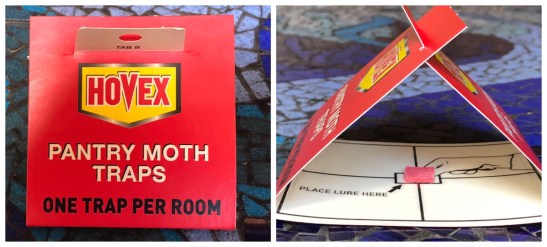 TAB B
HOVEX
PANTRY MOTH
TRAPS
ONE TRAP PER ROOM
PLACE LURE HERE